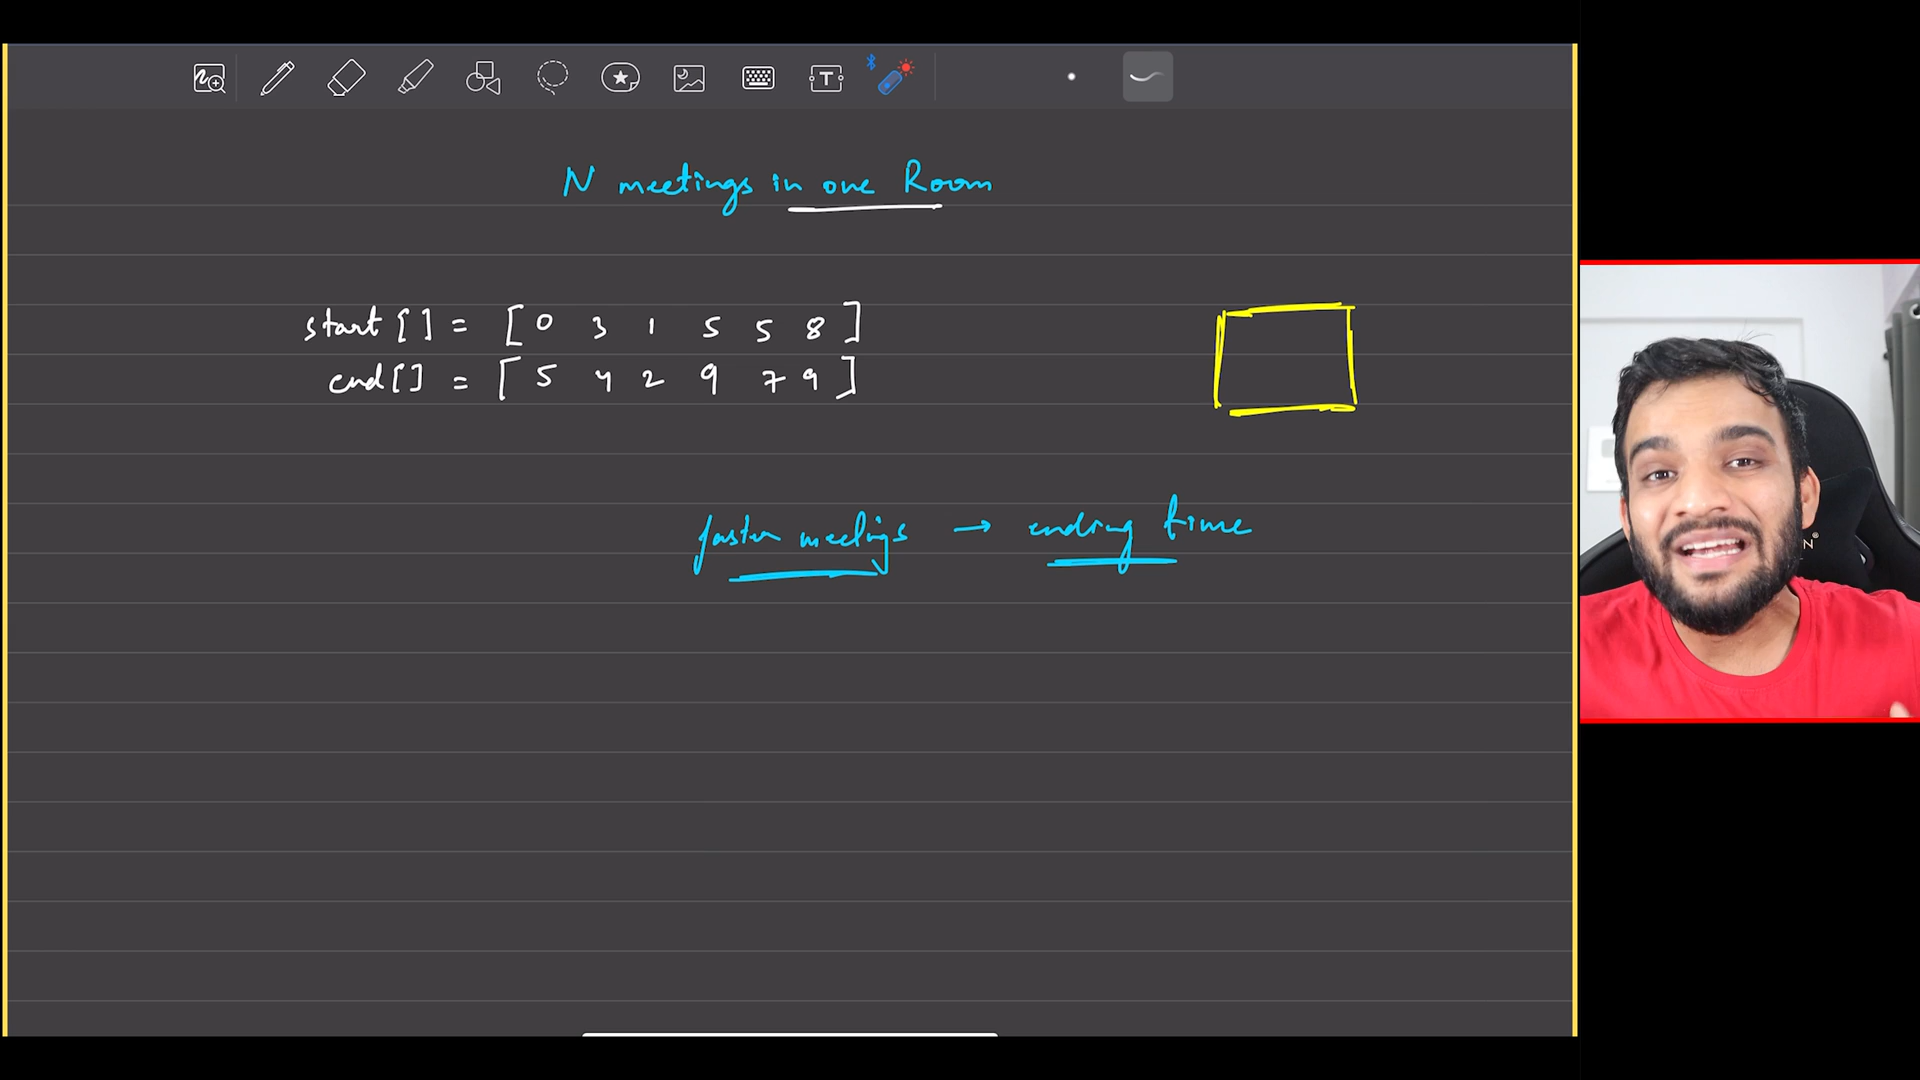 N meetings in one Room
start[] = [0 3 1 5 5 8]
end[] = [5 4 2 9 7 9]
faster meetings → ending time